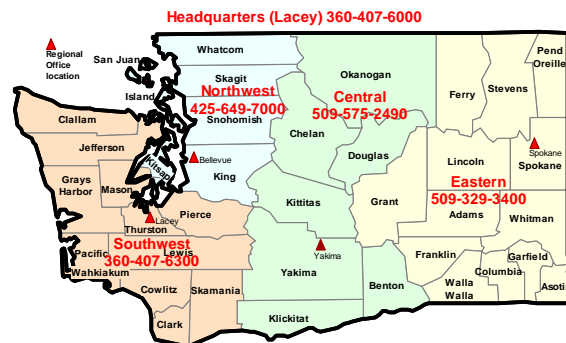 Headquarters (Lacey) 360-407-6000
Regional
Office
location
San Juan
Whatcom
Pend
Oreille
Skagit
Okanogan
Ferry
Stevens
Island
Northwest
425-649-7000
Central
509-575-2490
Clallam
Snohomish
Chelan
Jefferson
Kitsap
Bellevue
Douglas
Lincoln
Spokane
Spokane
Grays
Harbor
Mason
King
Kittitas
Grant
Eastern
509-329-3400
Adams
Whitman
Pierce
Lacey
Thurston
Southwest
360-407-6300
Pacific
Lewis
Wahkiakum
Yakima
Yakima
Franklin
Garfield
Columbia
Walla
Walla
Asoti
Cowlitz
Skamania
Benton
Klickitat
Clark